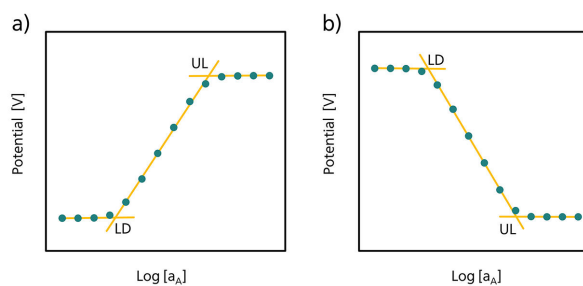 a)
UL
LD
Potential [V]
Log [aA]
b)
LD
UL
Potential [V]
Log [aA]